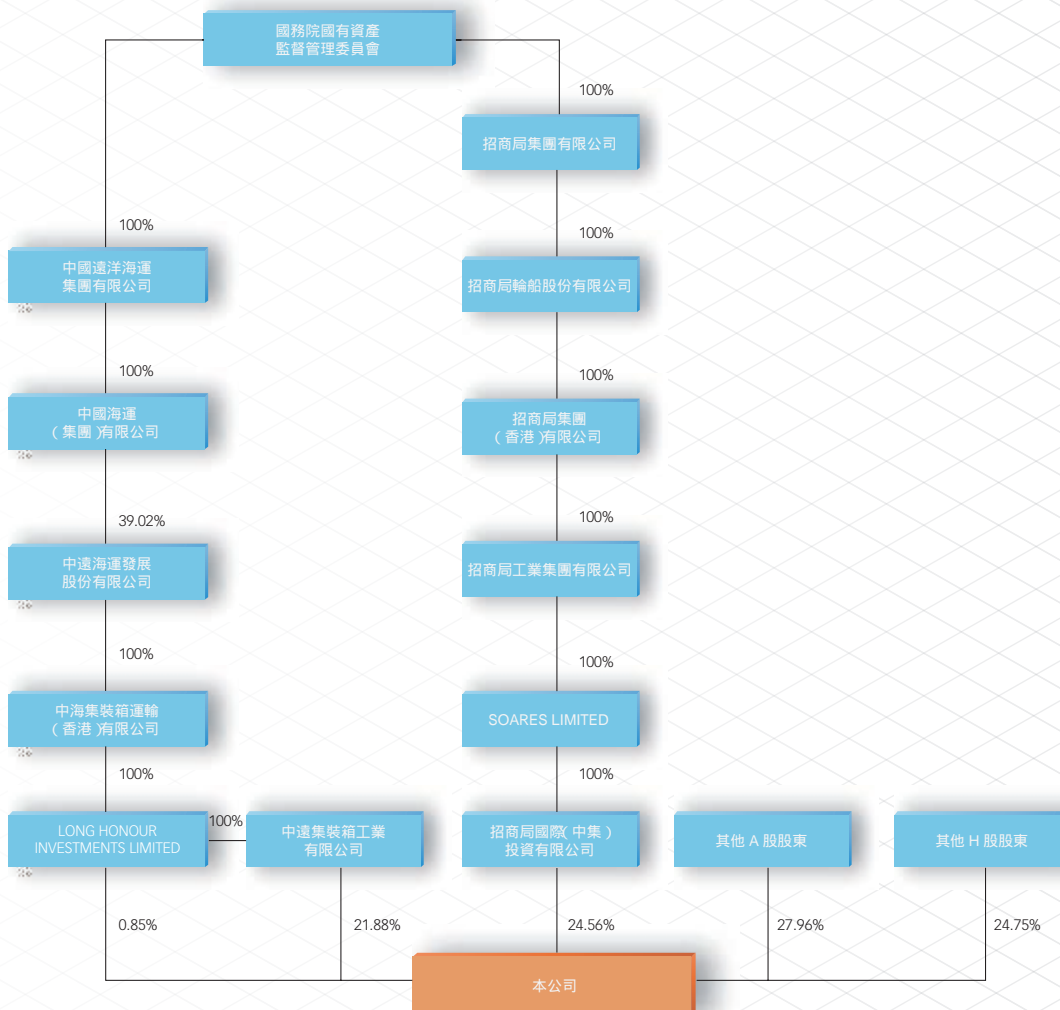 國務院國有資產
監督管理委員會
100%
招商局集團有限公司
100%
100%
中國遠洋海運
集團有限公司
招商局輪船股份有限公司
100%
100%
中國海運
（集團）有限公司
招商局集團
（香港）有限公司
39.02%
100%
中遠海運發展
股份有限公司
招商局工業集團有限公司
100%
100%
中海集裝箱運輸
（香港）有限公司
SOARES LIMITED
100%
100%
LONG HONOUR
INVESTMENTS LIMITED
100%
中遠集裝箱工業
有限公司
招商局國際（中集）
投資有限公司
其他 A 股股東
其他 H 股股東
0.85%
21.88%
24.56%
27.96%
24.75%
本公司